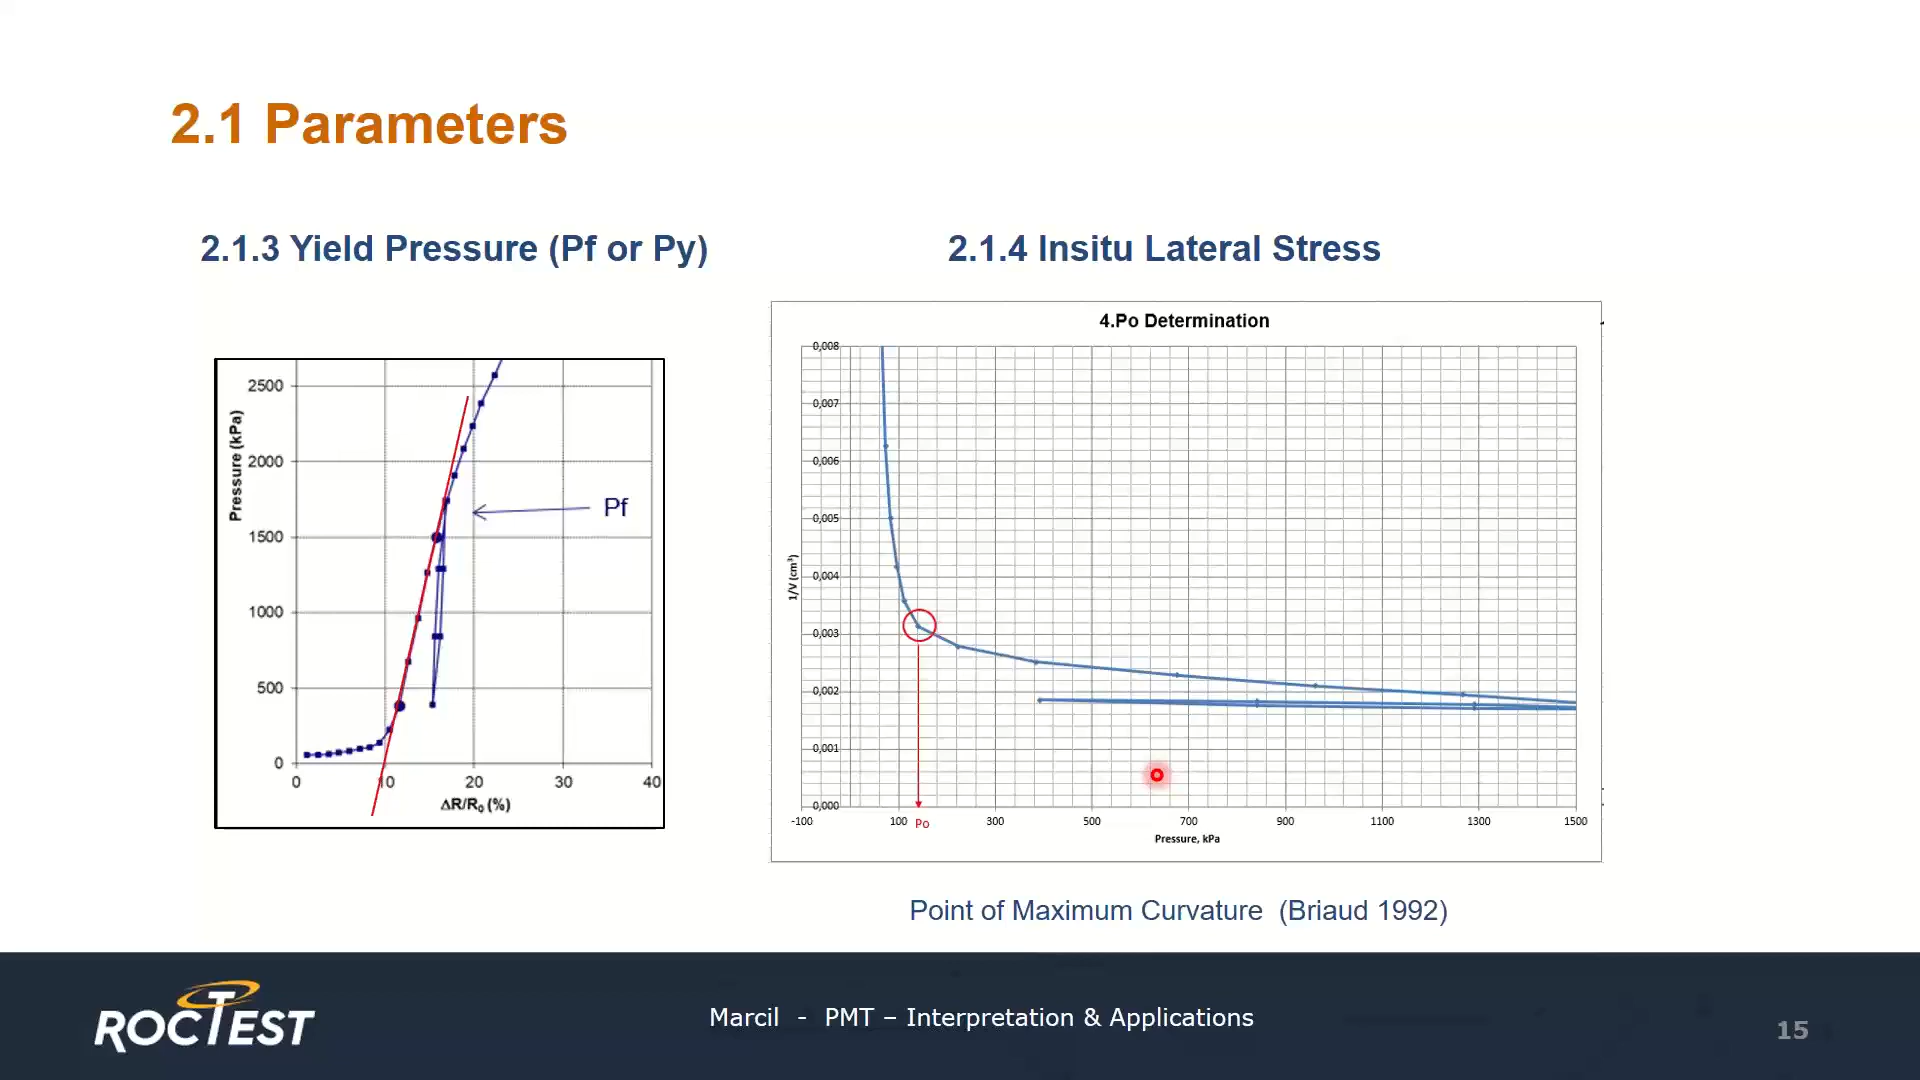 2.1 Parameters
2.1.3 Yield Pressure (Pf or Py)
2.1.4 Insitu Lateral Stress
2500
2000
1500
1000
500
0
Pressure (kPa)
Pf
0
10
20
30
40
ΔR/R₀ (%)
4.Po Determination
0,008
0,007
0,006
0,005
0,004
0,003
0,002
0,001
0,000
1/V (cm³)
-100
100
Po
300
500
700
900
1100
1300
1500
Pressure, kPa
Point of Maximum Curvature (Briaud 1992)
ROCTEST
Marcil - PMT – Interpretation & Applications
15